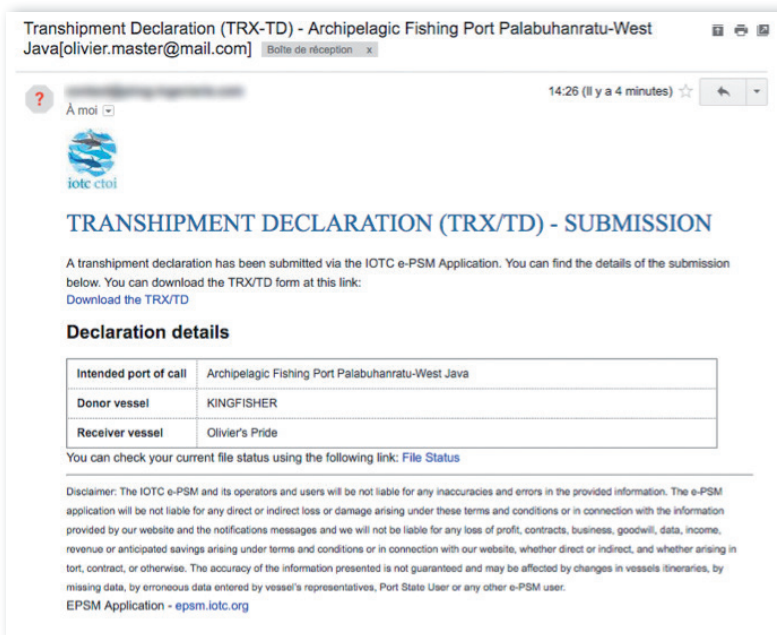 Transhipment Declaration (TRX-TD) - Archipelagic Fishing Port Palabuhanratu-West
Java[olivier.master@mail.com] Boîte de réception x
14:26 (Il y a 4 minutes)
?
À moi
iotc ctoi
TRANSHIPMENT DECLARATION (TRX/TD) - SUBMISSION
A transhipment declaration has been submitted via the IOTC e-PSM Application. You can find the details of the submission
below. You can download the TRX/TD form at this link:
Download the TRX/TD
Declaration details
Intended port of call Archipelagic Fishing Port Palabuhanratu-West Java
Donor vessel KINGFISHER
Receiver vessel Olivier's Pride
You can check your current file status using the following link: File Status
Disclaimer: The IOTC e-PSM and its operators and users will be not liable for any inaccuracies and errors in the provided information. The e-PSM
application will be not liable for any direct or indirect loss or damage arising under these terms and conditions or in connection with the information
provided by our website and the notifications messages and we will not be liable for any loss of profit, contracts, business, goodwill, data, income,
revenue or anticipated savings arising under terms and conditions or in connection with our website, whether direct or indirect, and whether arising in
tort, contract, or otherwise. The accuracy of the information presented is not guaranteed and may be affected by changes in vessels itineraries, by
missing data, by erroneous data entered by vessel's representatives, Port State User or any other e-PSM user.
EPSM Application - epsm.iotc.org